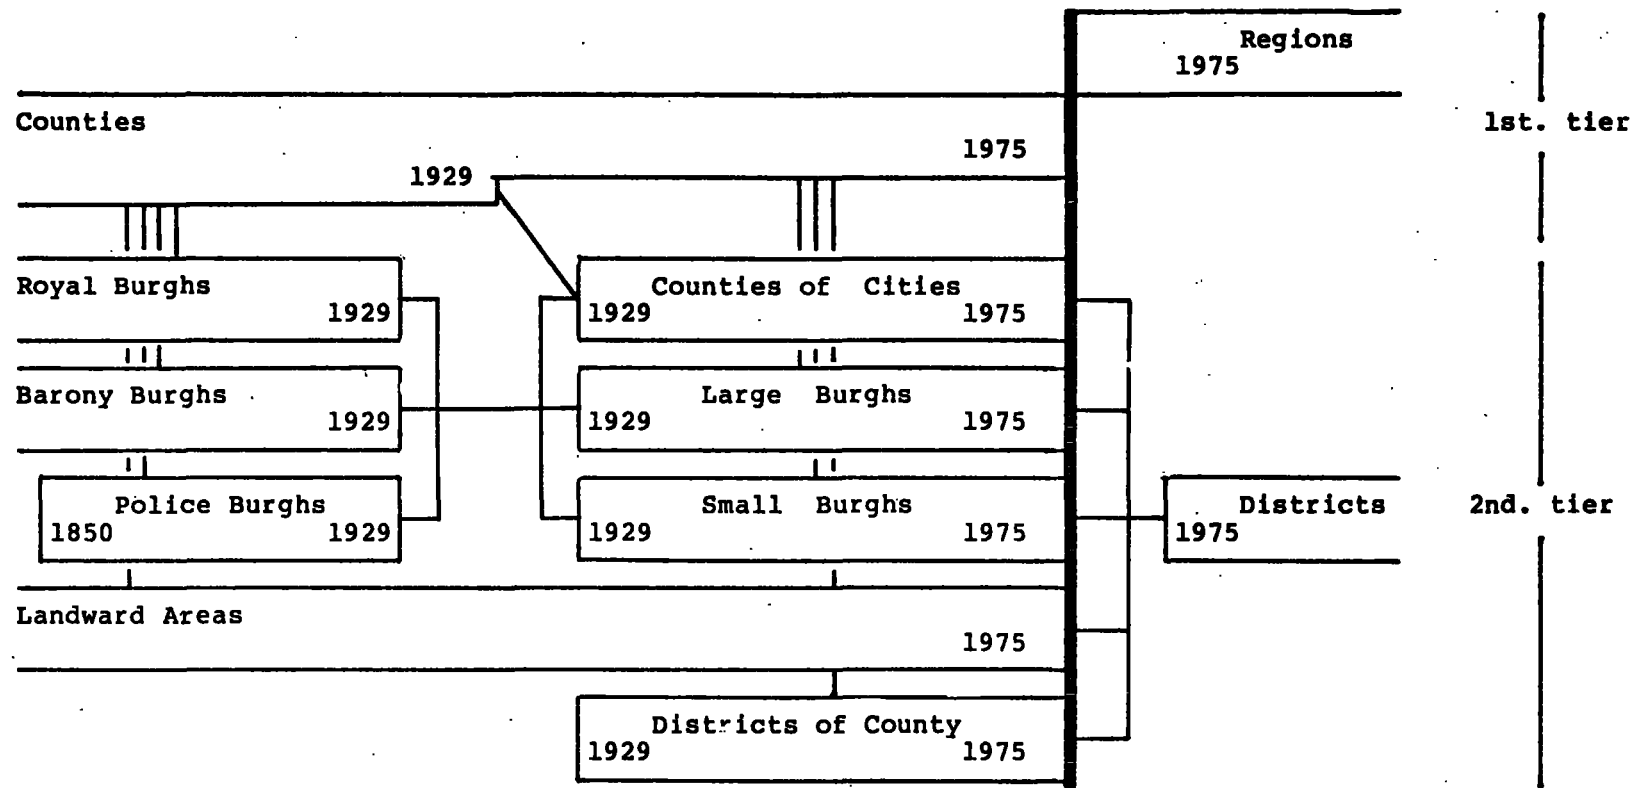 Regions
1975
Counties
1st. tier
1975
1929
Royal Burghs
1929
Counties of Cities
1929 1975
Barony Burghs
1929
Large Burghs
1929 1975
Police Burghs
1850 1929
Small Burghs
1929 1975
Districts
1975
2nd. tier
Landward Areas
1975
Districts of County
1929 1975